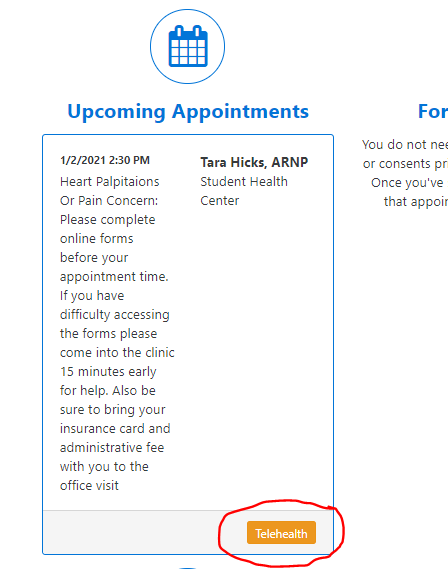 Upcoming Appointments
1/2/2021 2:30 PM
Heart Palpitaions
Or Pain Concern:
Please complete
online forms
before your
appointment time.
If you have
difficulty accessing
the forms please
come into the clinic
15 minutes early
for help. Also be
sure to bring your
insurance card and
administrative fee
with you to the
office visit
Tara Hicks, ARNP
Student Health
Center
Telehealth
For
You do not nee
or consents pr
Once you've
that appoin